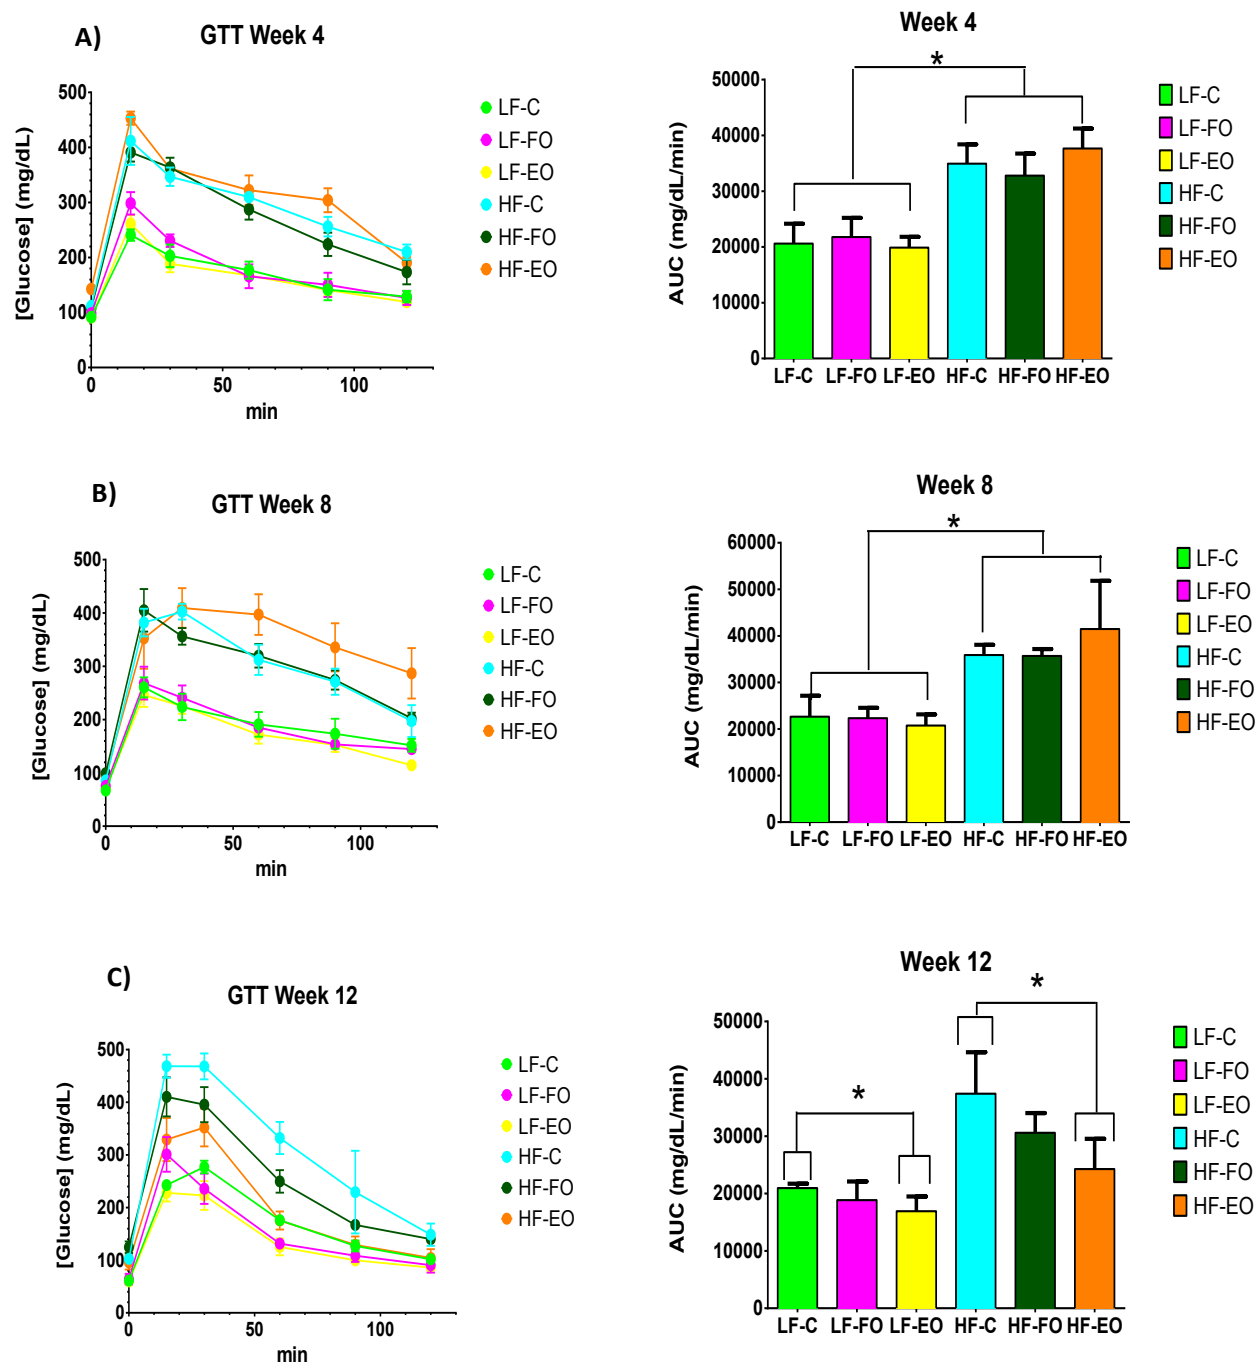 A)
GTT Week 4
[Glucose] (mg/dL)
500
400
300
200
100
0
0
50
100
min
LF-C
LF-FO
LF-EO
HF-C
HF-FO
HF-EO
Week 4
*
AUC (mg/dL/min)
50000
40000
30000
20000
10000
0
LF-C LF-FO LF-EO HF-C HF-FO HF-EO
LF-C
LF-FO
LF-EO
HF-C
HF-FO
HF-EO
B)
GTT Week 8
[Glucose] (mg/dL)
500
400
300
200
100
0
0
50
100
min
LF-C
LF-FO
LF-EO
HF-C
HF-FO
HF-EO
Week 8
*
AUC (mg/dL/min)
60000
50000
40000
30000
20000
10000
0
LF-C LF-FO LF-EO HF-C HF-FO HF-EO
LF-C
LF-FO
LF-EO
HF-C
HF-FO
HF-EO
C)
GTT Week 12
[Glucose] (mg/dL)
500
400
300
200
100
0
0
50
100
min
LF-C
LF-FO
LF-EO
HF-C
HF-FO
HF-EO
Week 12
*
*
AUC (mg/dL/min)
50000
40000
30000
20000
10000
0
LF-C LF-FO LF-EO HF-C HF-FO HF-EO
LF-C
LF-FO
LF-EO
HF-C
HF-FO
HF-EO